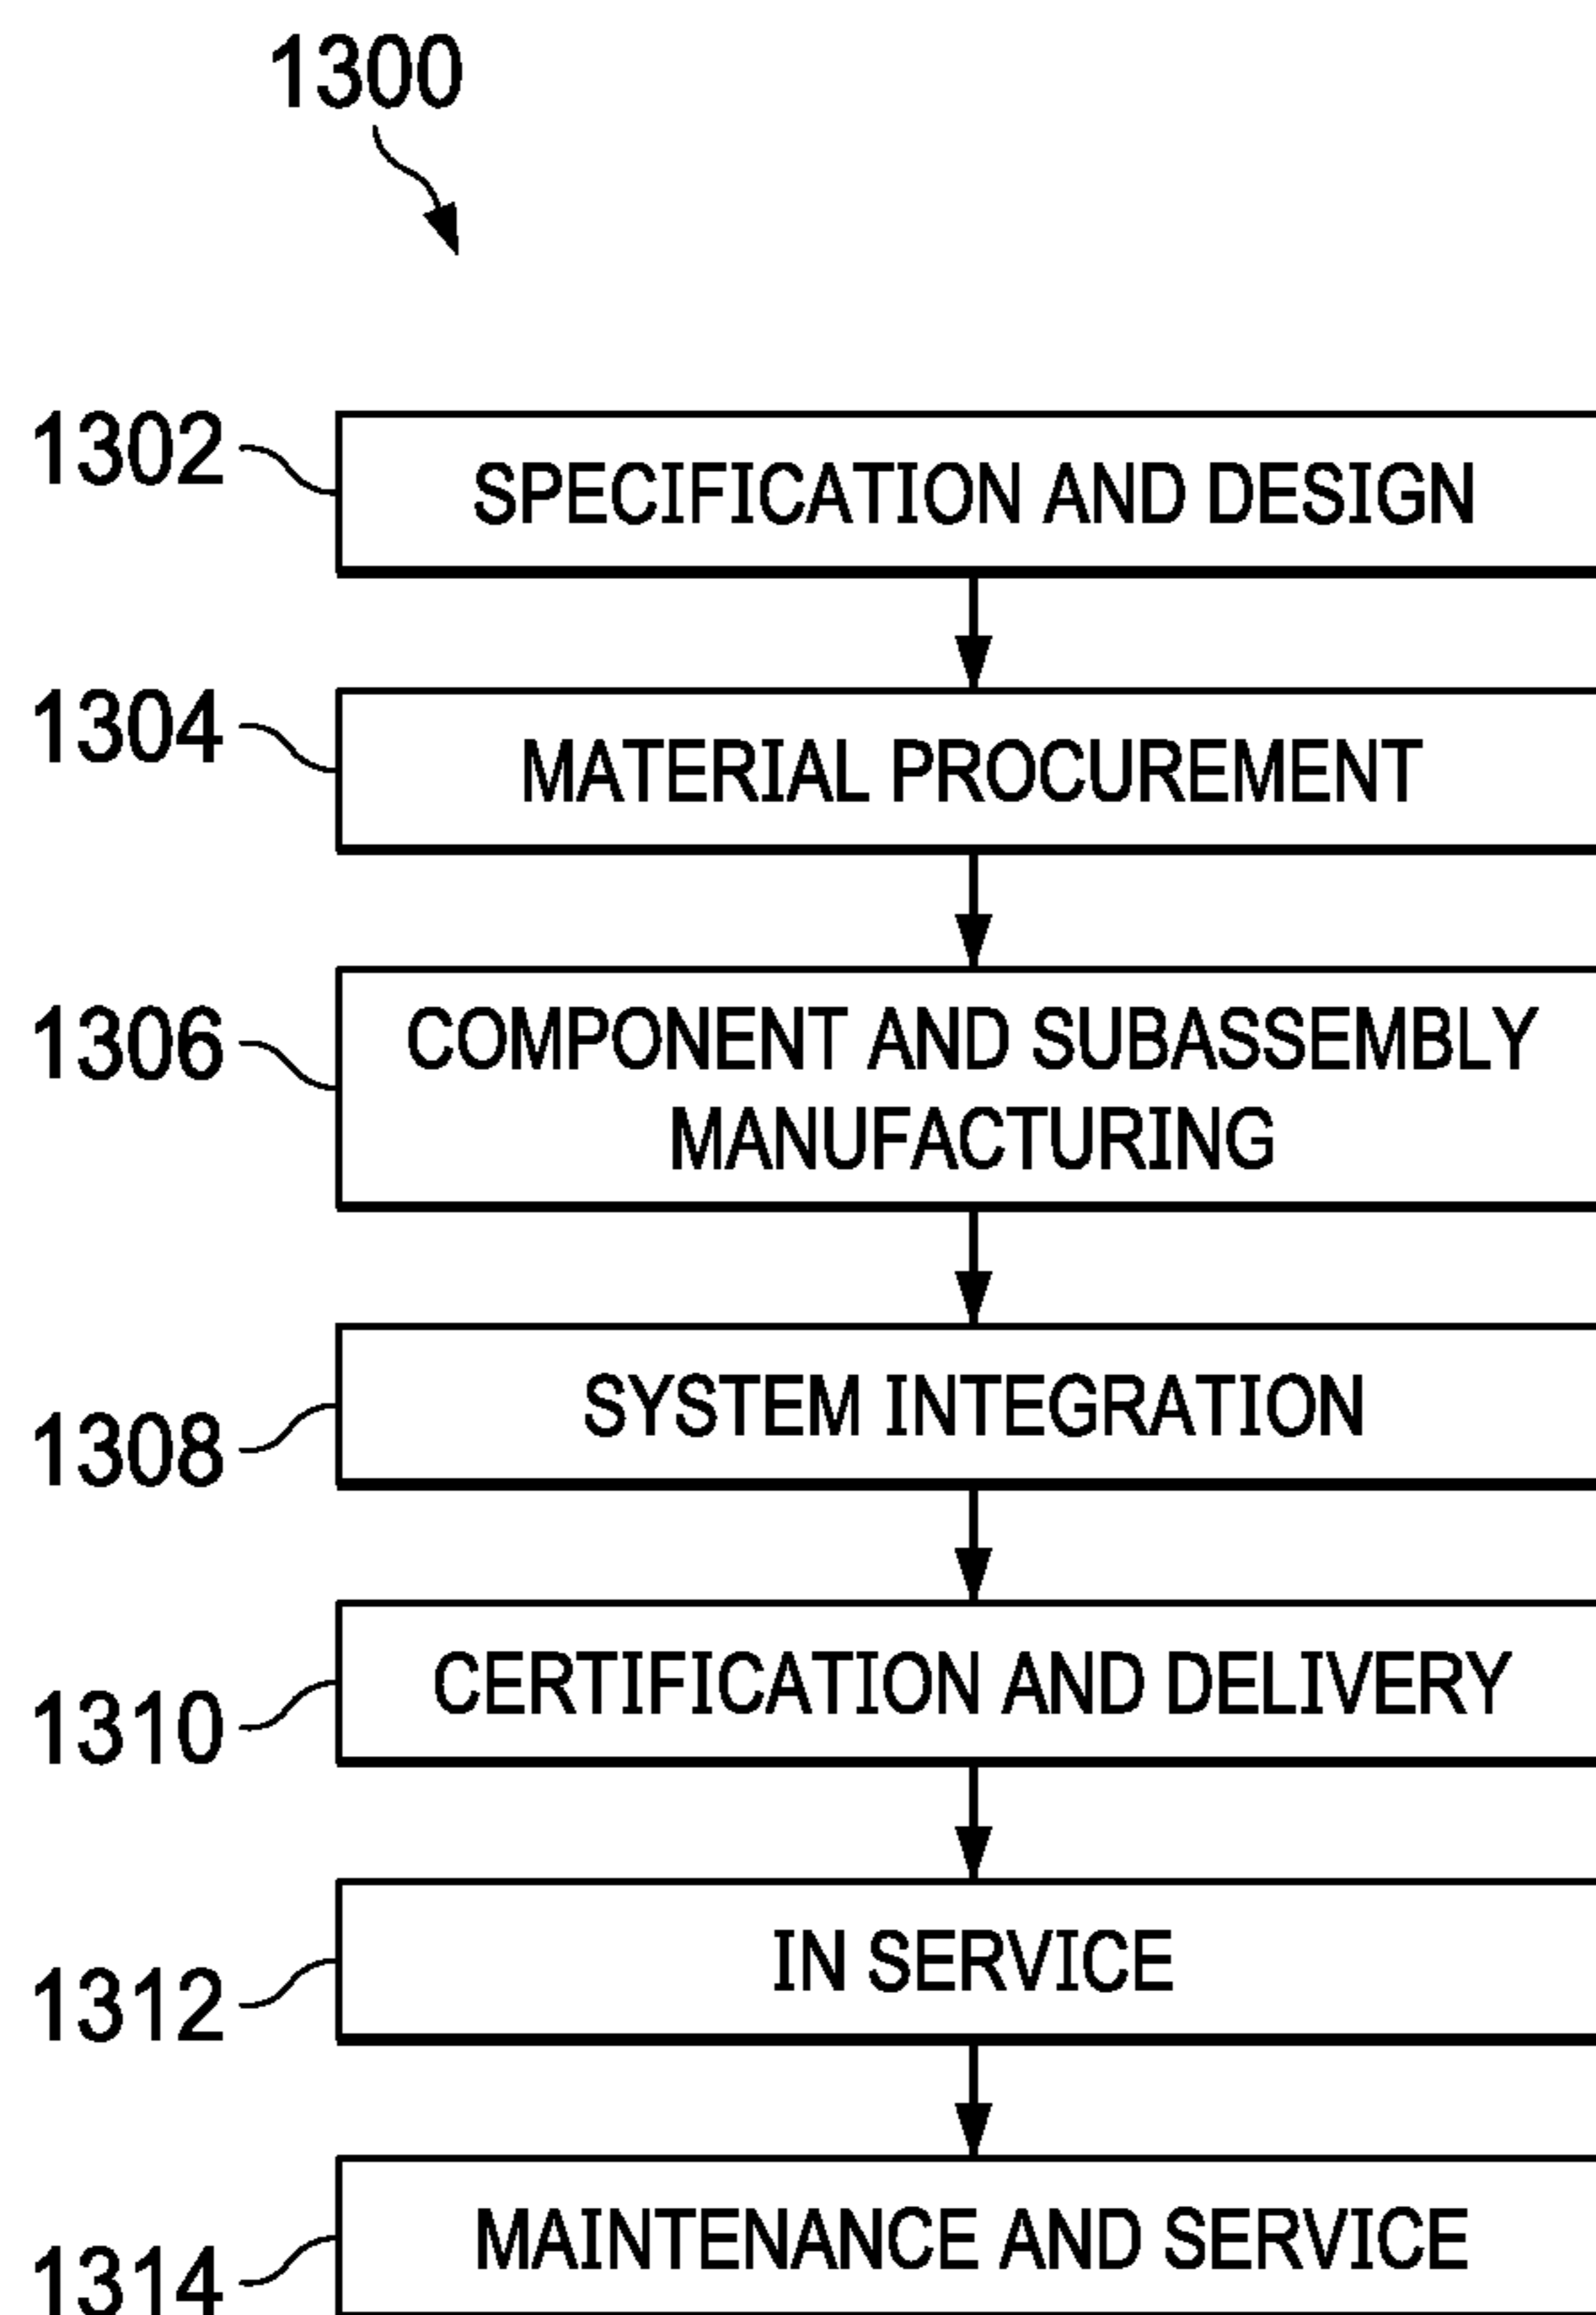 1300
1302
SPECIFICATION AND DESIGN
1304
MATERIAL PROCUREMENT
1306
COMPONENT AND SUBASSEMBLY
MANUFACTURING
1308
SYSTEM INTEGRATION
1310
CERTIFICATION AND DELIVERY
1312
IN SERVICE
1314
MAINTENANCE AND SERVICE